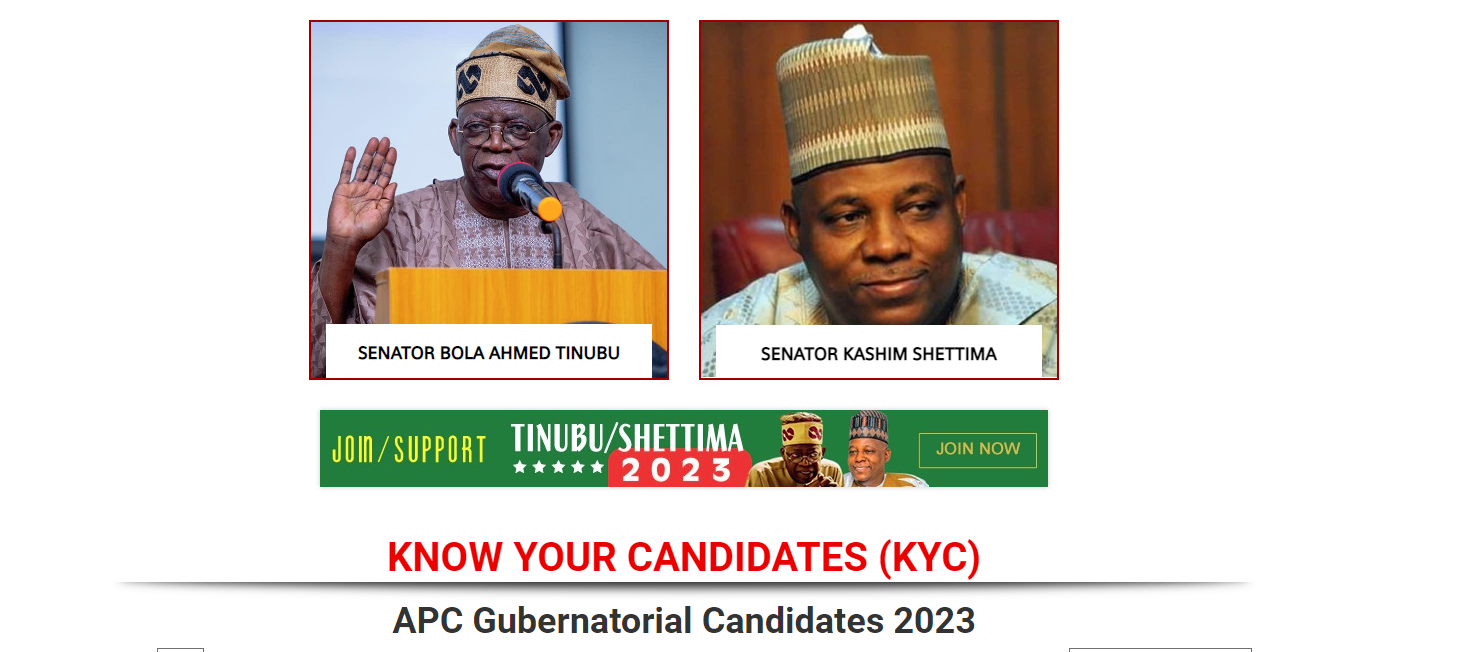 SENATOR BOLA AHMED TINUBU
SENATOR KASHIM SHETTIMA
JOIN/SUPPORT
TINUBU/SHETTIMA
2023
JOIN NOW
KNOW YOUR CANDIDATES (KYC)
APC Gubernatorial Candidates 2023